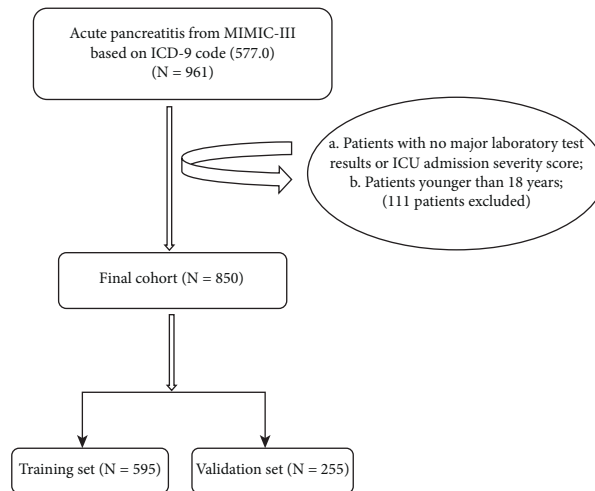 Acute pancreatitis from MIMIC-III
based on ICD-9 code (577.0)
(N = 961)
a. Patients with no major laboratory test
results or ICU admission severity score;
b. Patients younger than 18 years;
(111 patients excluded)
Final cohort (N = 850)
Training set (N = 595)
Validation set (N = 255)